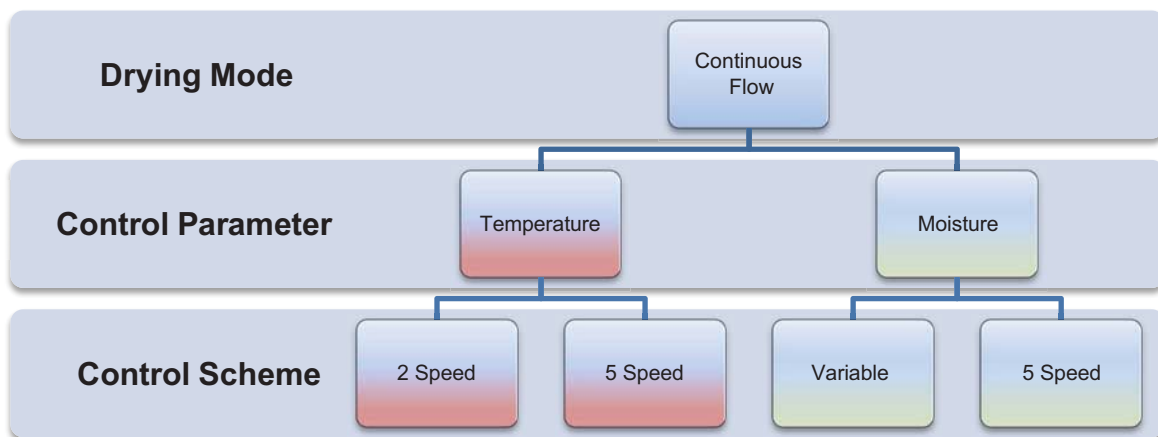 Drying Mode
Continuous
Flow
Control Parameter
Temperature
Moisture
Control Scheme
2 Speed
5 Speed
Variable
5 Speed